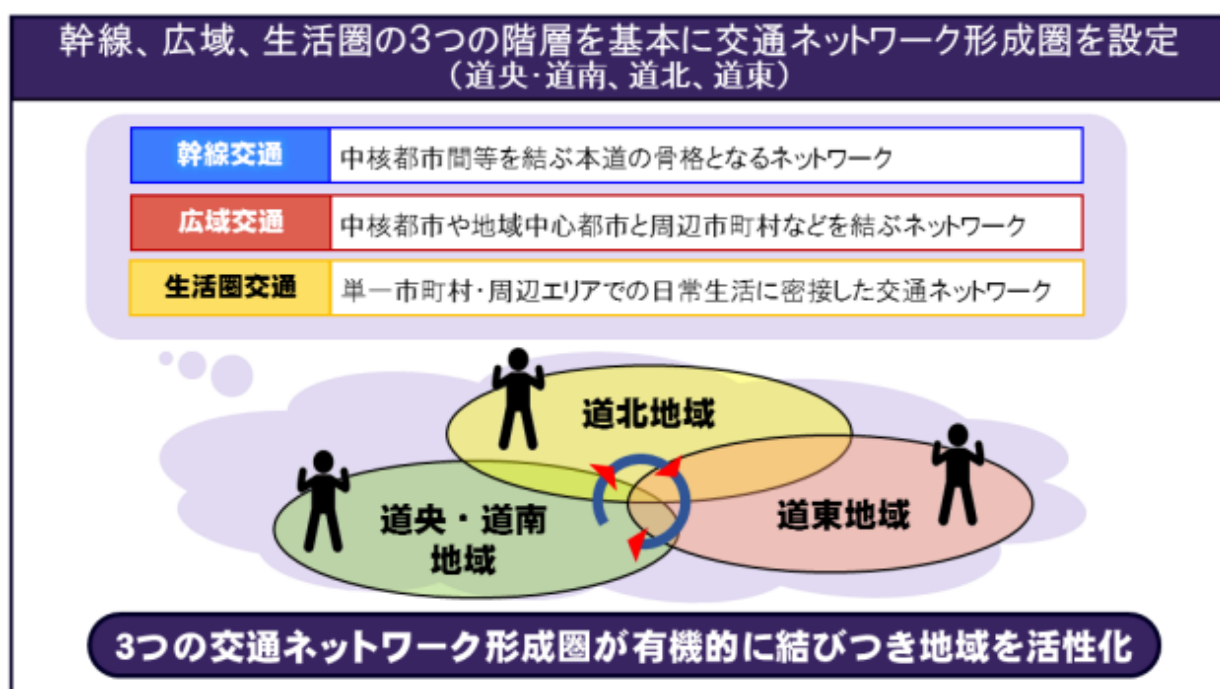 幹線、広域、生活圏の3つの階層を基本に交通ネットワーク形成圏を設定
（道央・道南、道北、道東）
幹線交通
中核都市間等を結ぶ本道の骨格となるネットワーク
広域交通
中核都市や地域中心都市と周辺市町村などを結ぶネットワーク
生活圏交通
単一市町村・周辺エリアでの日常生活に密接した交通ネットワーク
道北地域
道央・道南
地域
道東地域
3つの交通ネットワーク形成圏が有機的に結びつき地域を活性化